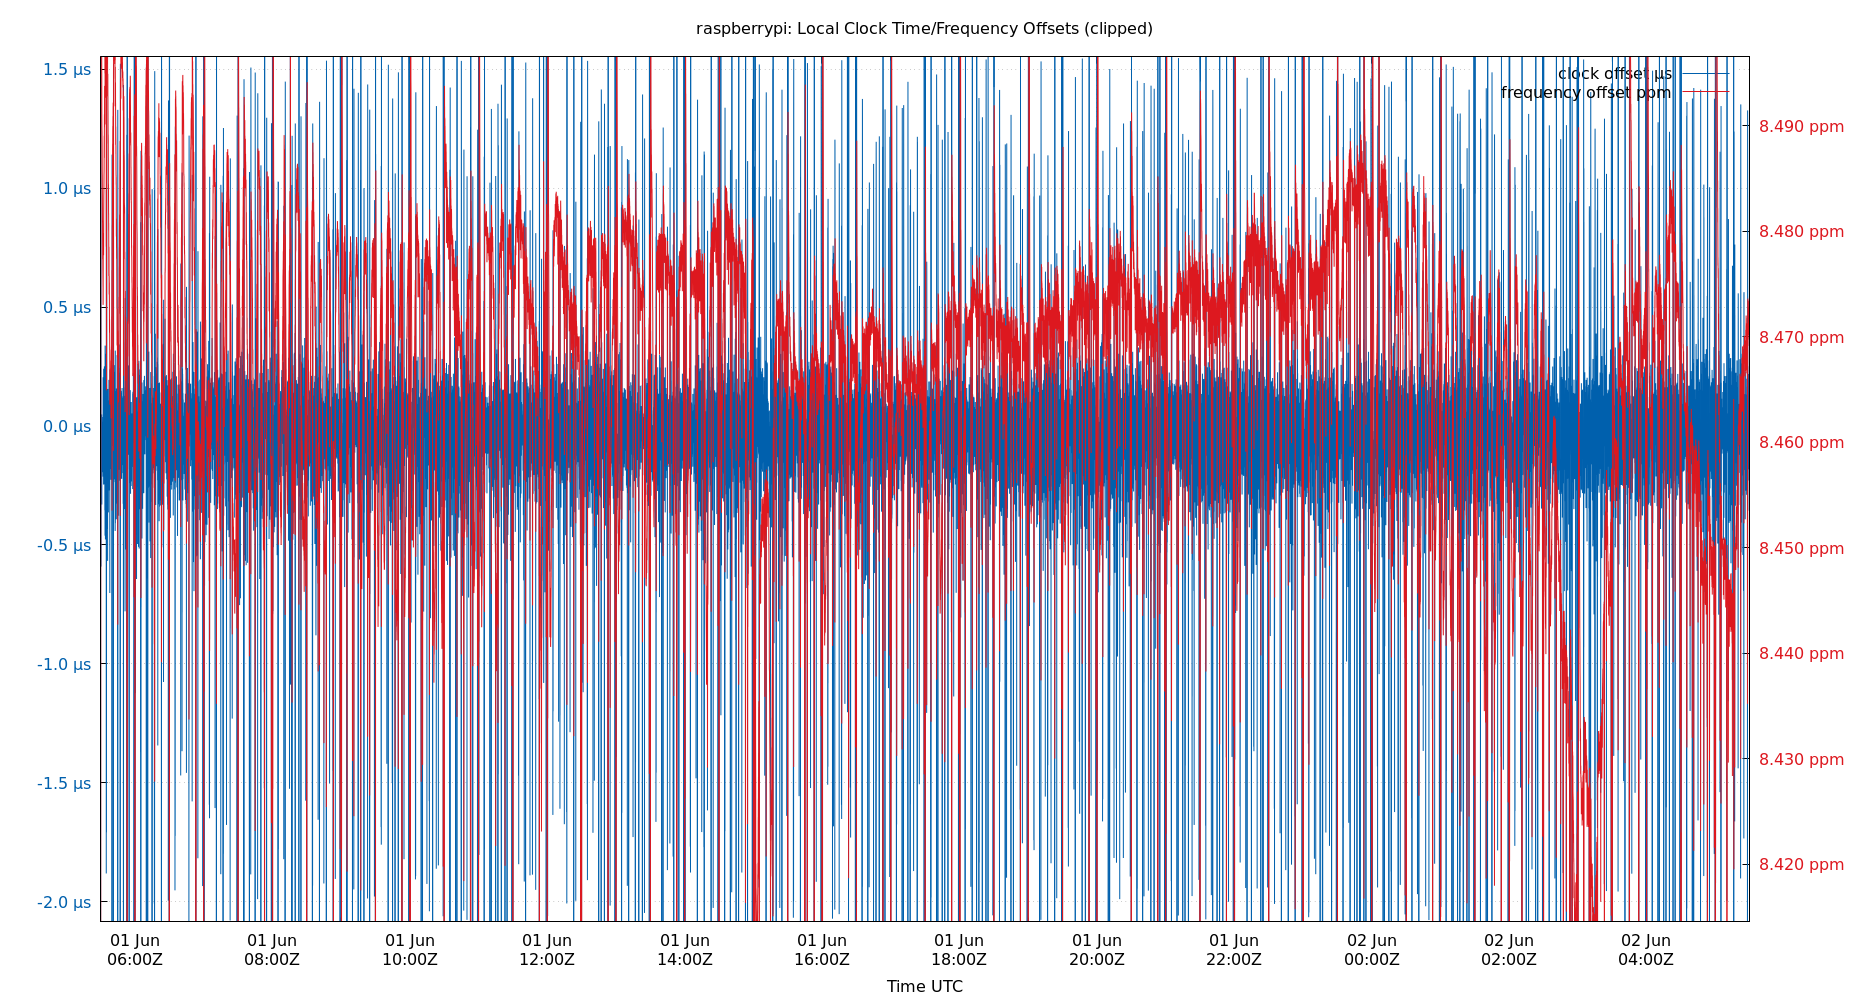 raspberrypi: Local Clock Time/Frequency Offsets (clipped)
clock offset µs
frequency offset ppm
1.5 µs
1.0 µs
0.5 µs
0.0 µs
-0.5 µs
-1.0 µs
-1.5 µs
-2.0 µs
8.490 ppm
8.480 ppm
8.470 ppm
8.460 ppm
8.450 ppm
8.440 ppm
8.430 ppm
8.420 ppm
01 Jun 01 Jun 01 Jun 01 Jun 01 Jun 01 Jun 01 Jun 01 Jun 01 Jun 02 Jun 02 Jun 02 Jun
06:00Z 08:00Z 10:00Z 12:00Z 14:00Z 16:00Z 18:00Z 20:00Z 22:00Z 00:00Z 02:00Z 04:00Z
Time UTC